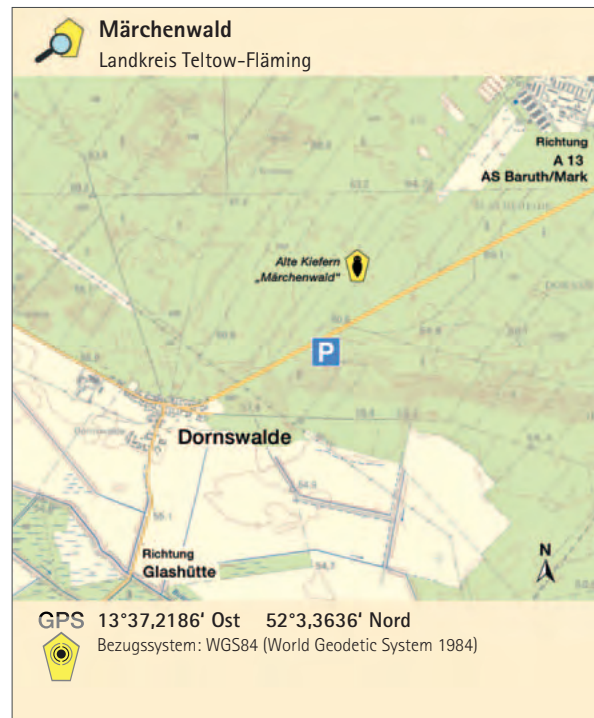 Märchenwald
Landkreis Teltow-Fläming
Richtung
A 13
AS Baruth/Mark
Alte Kiefern
„Märchenwald“
P
Dornswalde
Richtung
Glashütte
N
GPS 13°37,2186‘ Ost 52°3,3636‘ Nord
Bezugssystem: WGS84 (World Geodetic System 1984)